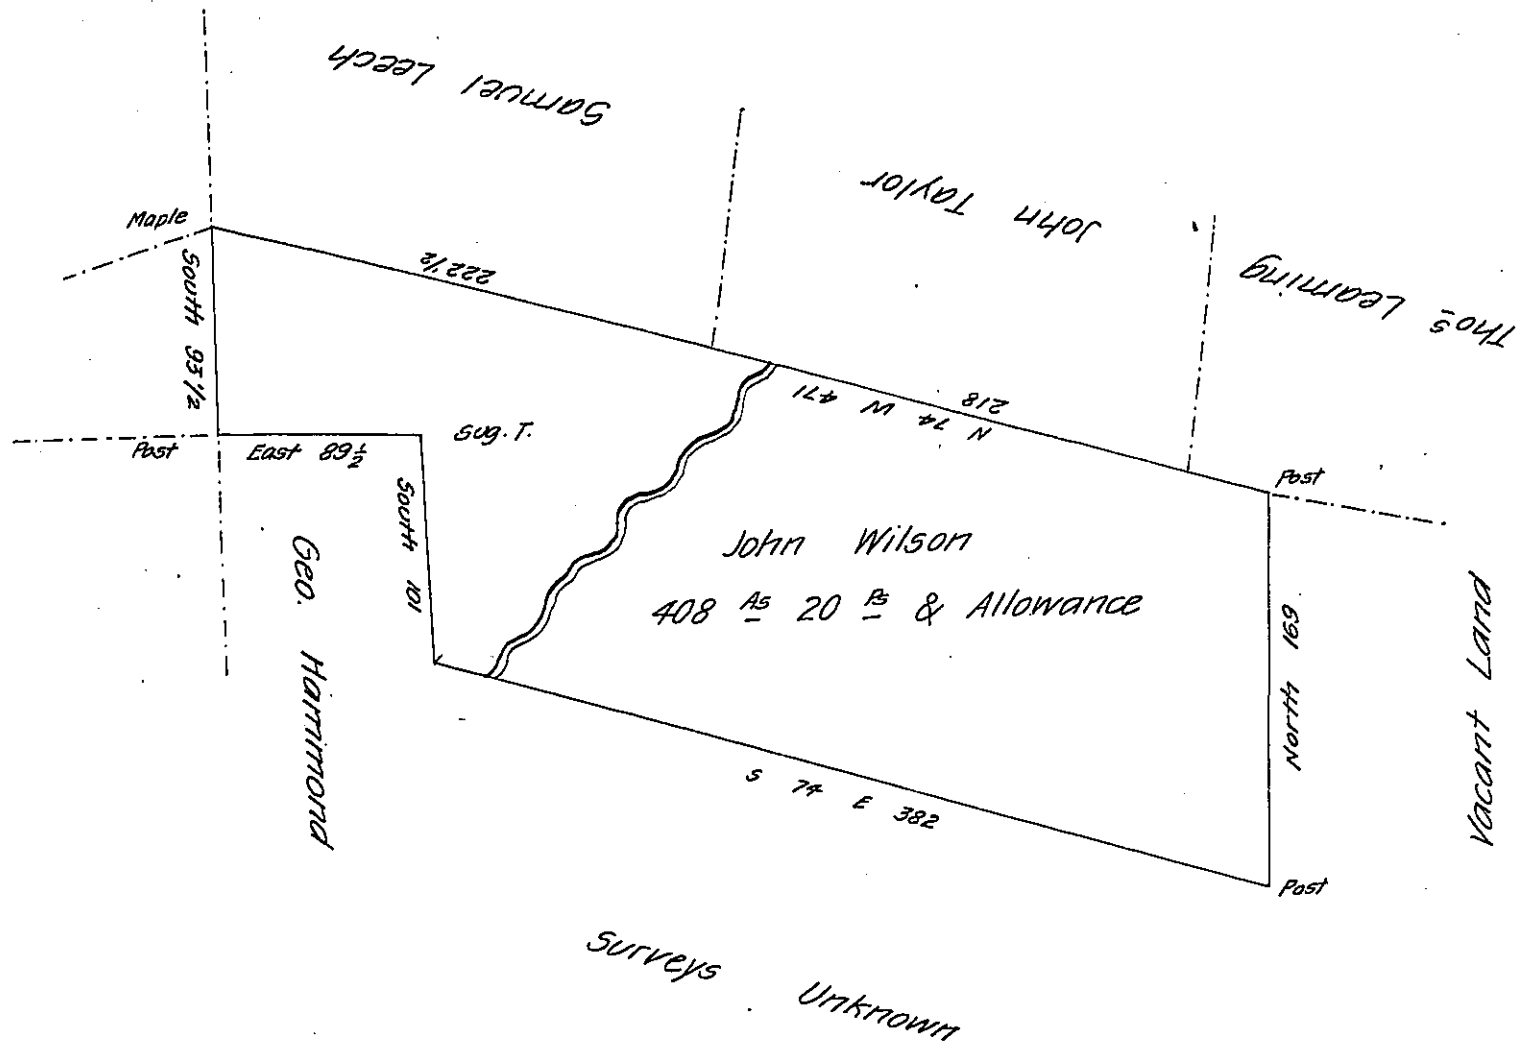 Samuel Leech
John Taylor
Thos Learning
Maple
222 1/2
218
N 74 W 471
South 93 1/2
Post
East 89 1/2
Sug. T.
South 101
Post
John Wilson
408 As 20 Ps & Allowance
North 169
Vacant Land
Geo. Hammond
S 74 E 382
Post
Surveys Unknown